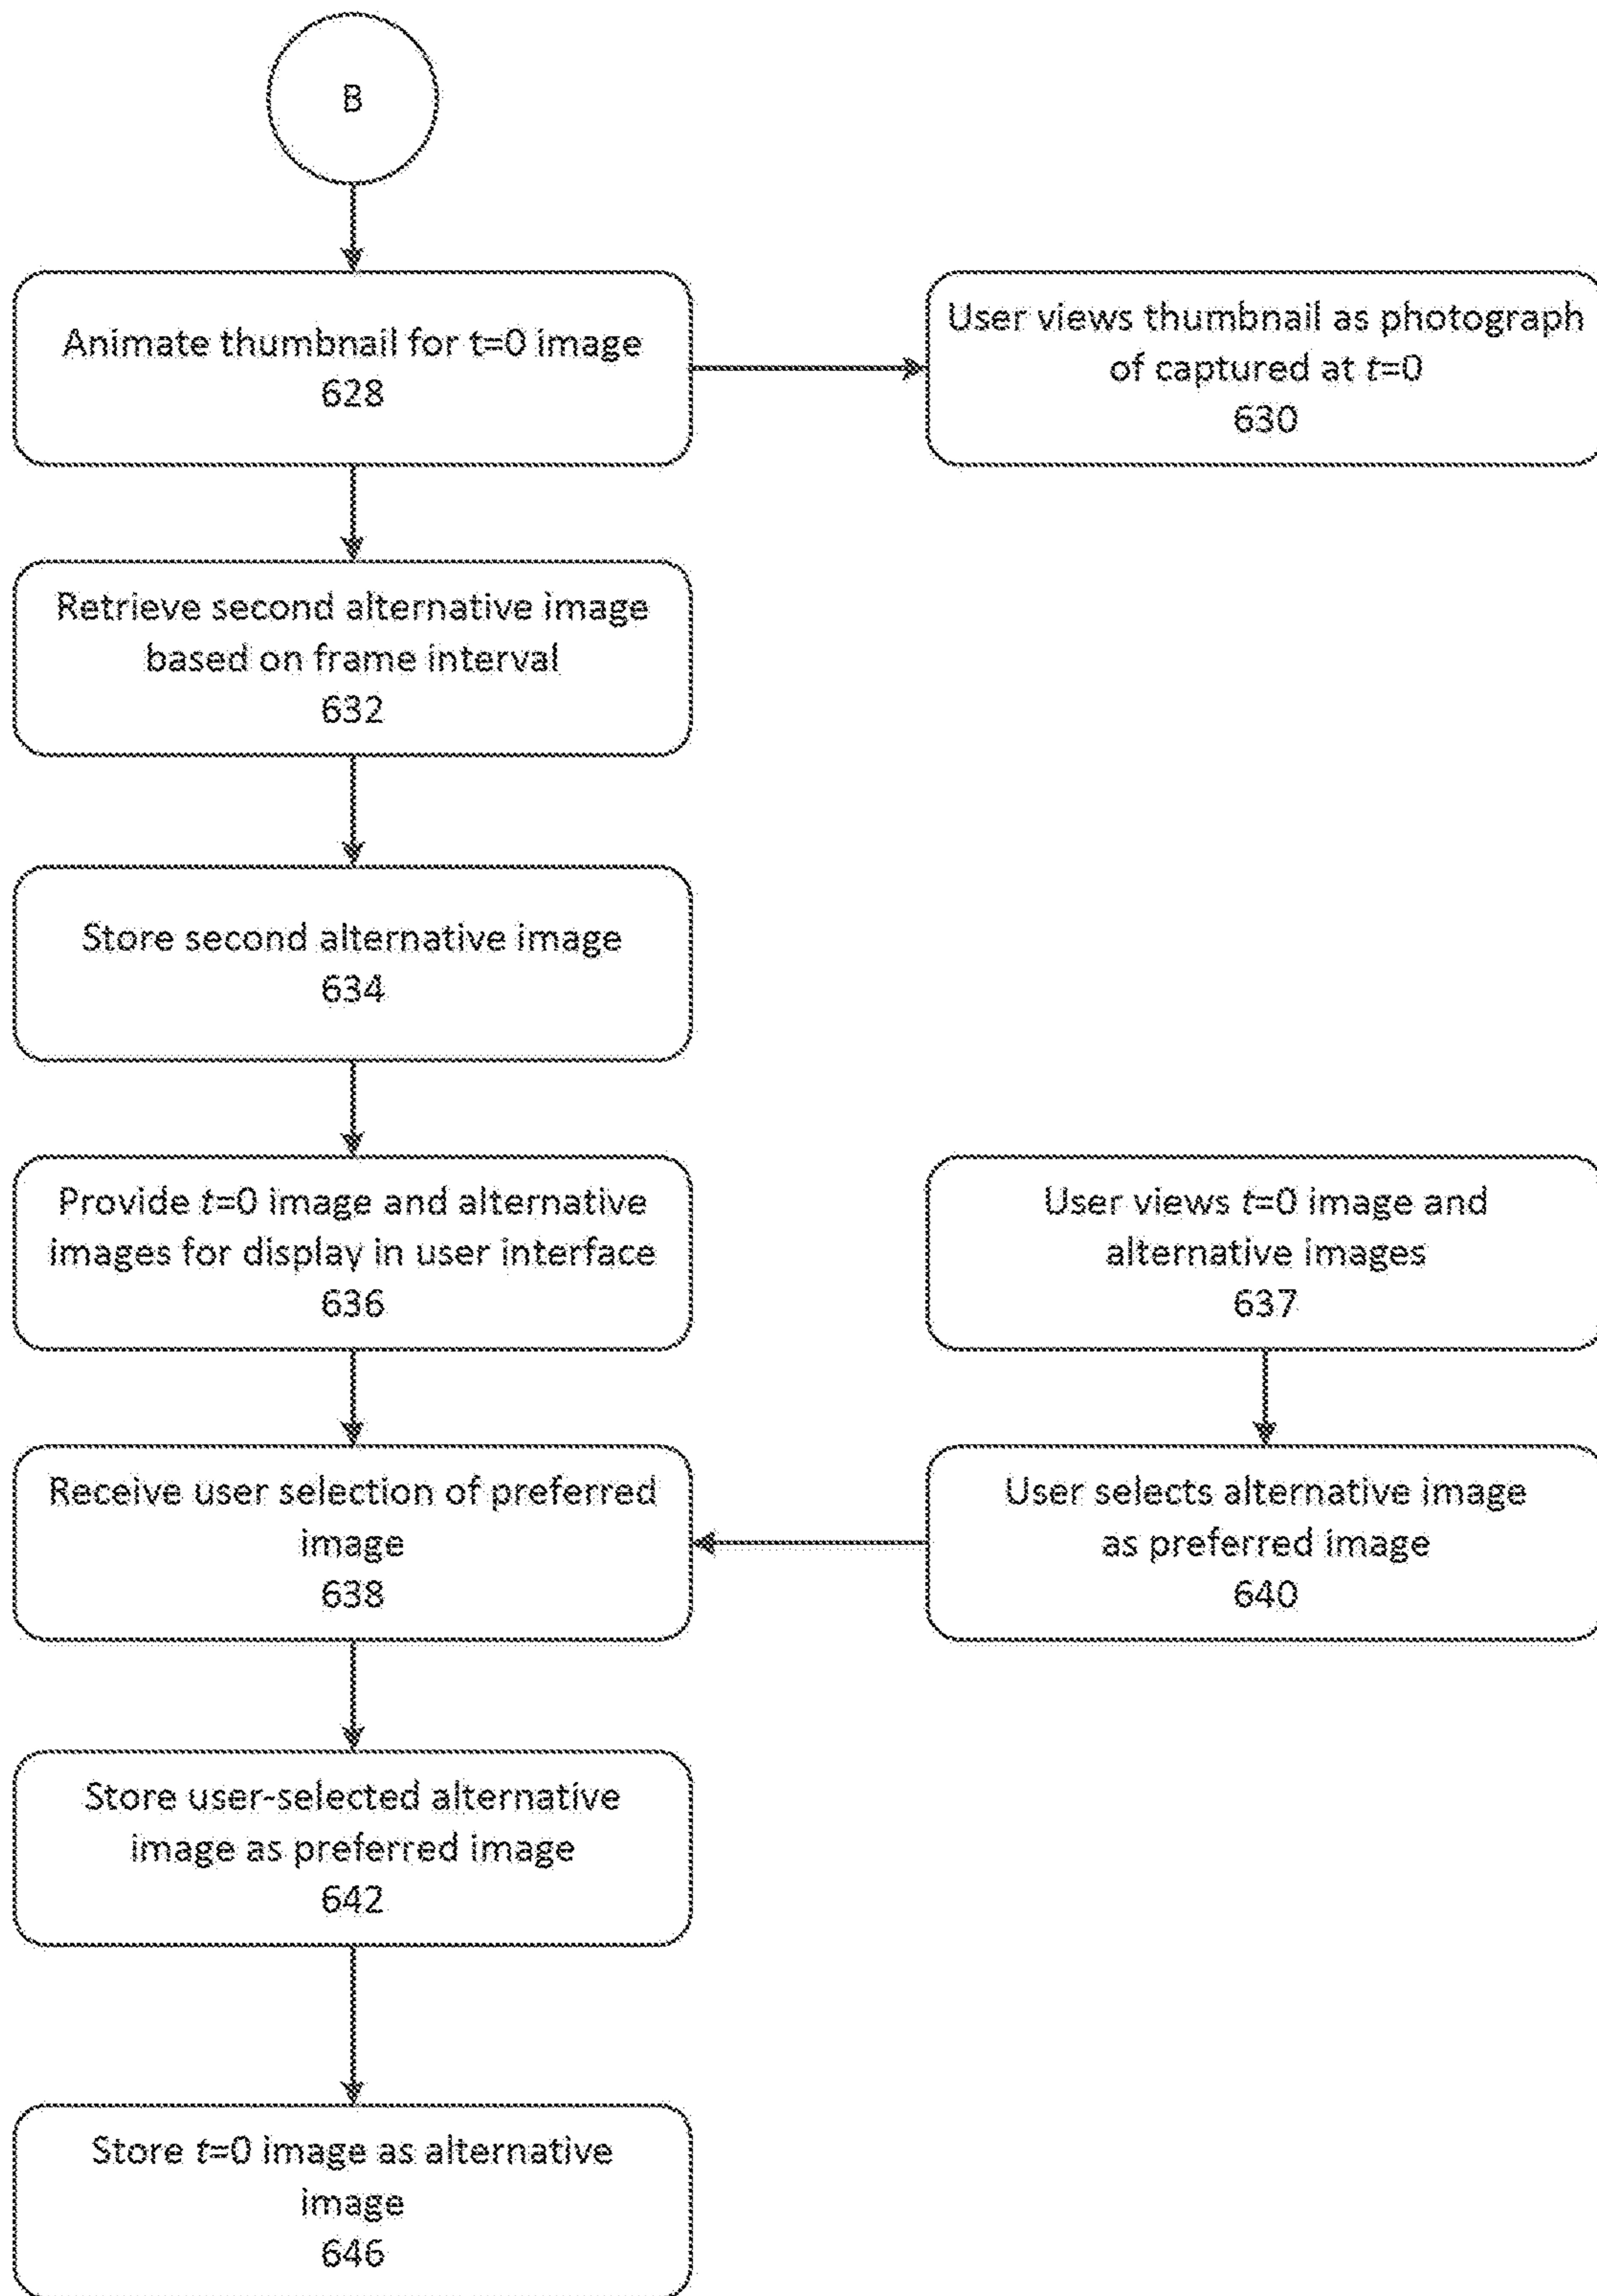 B
Animate thumbnail for t=0 image
628
User views thumbnail as photograph
of captured at t=0
630
Retrieve second alternative image
based on frame interval
632
Store second alternative image
634
Provide t=0 image and alternative
images for display in user interface
636
User views t=0 image and
alternative images
637
Receive user selection of preferred
image
638
User selects alternative image
as preferred image
640
Store user-selected alternative
image as preferred image
642
Store t=0 image as alternative
image
646